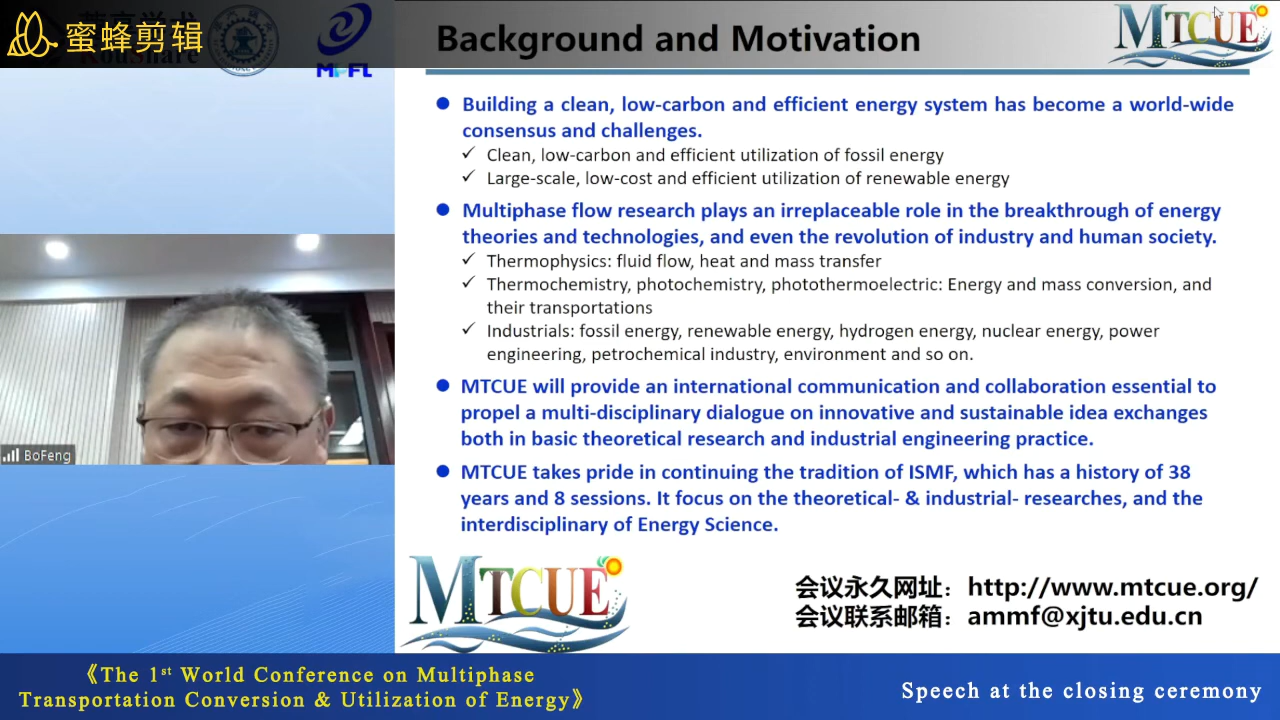 蜜蜂剪辑
KouShare
MPFL
Background and Motivation
MTCUE
Building a clean, low-carbon and efficient energy system has become a world-wide
consensus and challenges.
Clean, low-carbon and efficient utilization of fossil energy
Large-scale, low-cost and efficient utilization of renewable energy
Multiphase flow research plays an irreplaceable role in the breakthrough of energy
theories and technologies, and even the revolution of industry and human society.
Thermophysics: fluid flow, heat and mass transfer
Thermochemistry, photochemistry, photothermoelectric: Energy and mass conversion, and
their transportations
Industrials: fossil energy, renewable energy, hydrogen energy, nuclear energy, power
engineering, petrochemical industry, environment and so on.
MTCUE will provide an international communication and collaboration essential to
propel a multi-disciplinary dialogue on innovative and sustainable idea exchanges
both in basic theoretical research and industrial engineering practice.
MTCUE takes pride in continuing the tradition of ISMF, which has a history of 38
years and 8 sessions. It focus on the theoretical- & industrial- researches, and the
interdisciplinary of Energy Science.
BoFeng
MTCUE
会议永久网址：http://www.mtcue.org/
会议联系邮箱：ammf@xjtu.edu.cn
《The 1st World Conference on Multiphase
Transportation Conversion & Utilization of Energy》
Speech at the closing ceremony